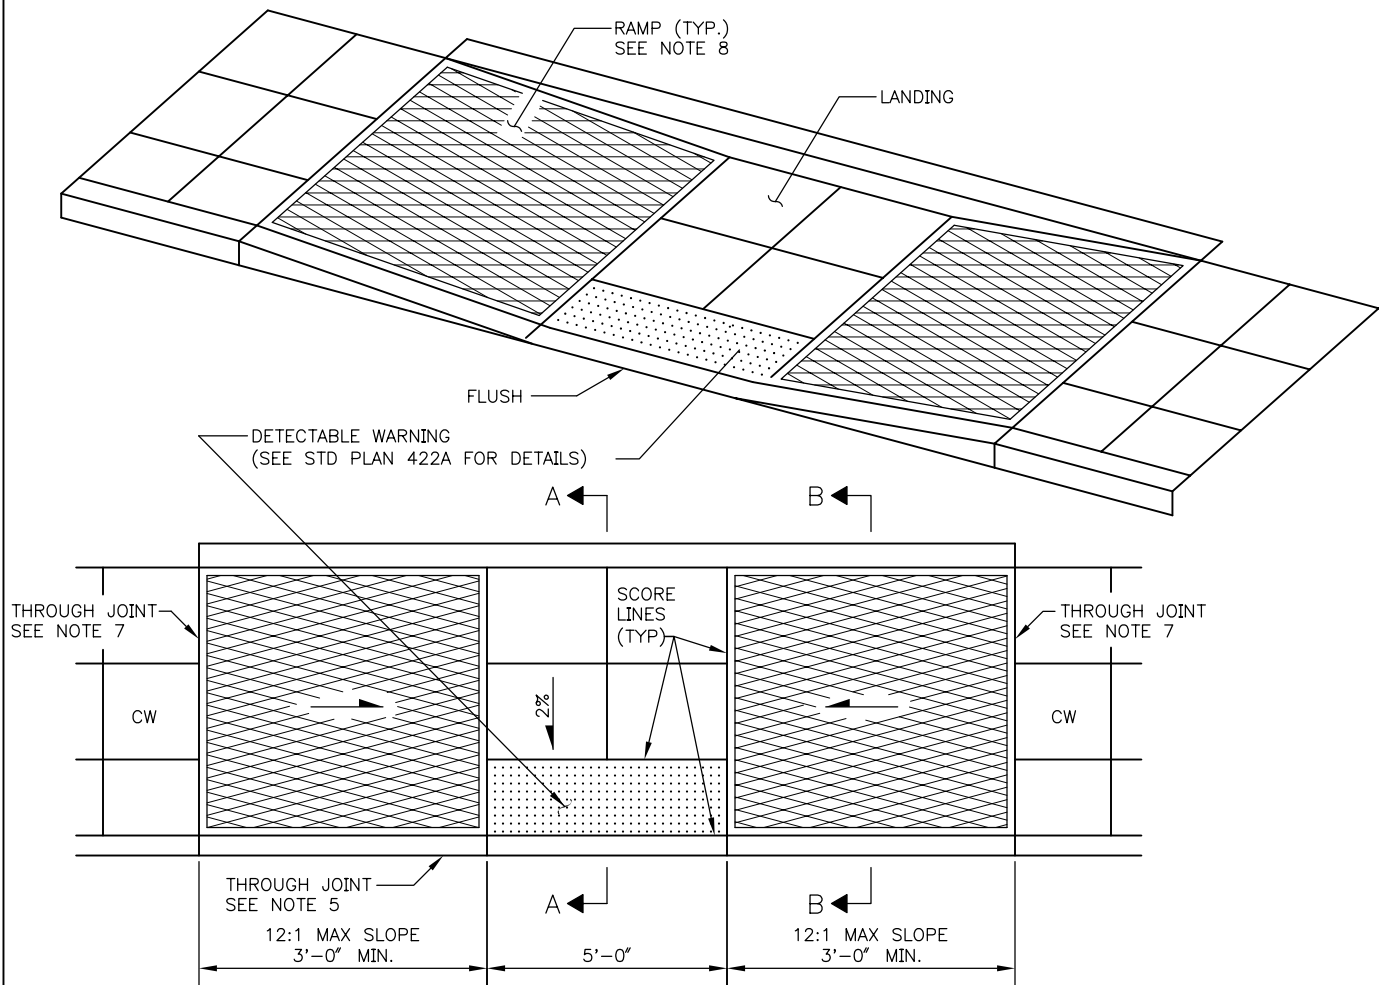 RAMP (TYP.)
SEE NOTE 8
LANDING
FLUSH
DETECTABLE WARNING
(SEE STD PLAN 422A FOR DETAILS)
A
B
THROUGH JOINT
SEE NOTE 7
SCORE
LINES
(TYP)
THROUGH JOINT
SEE NOTE 7
CW
2%
CW
THROUGH JOINT
SEE NOTE 5
A
B
12:1 MAX SLOPE
3'-0" MIN.
5'-0"
12:1 MAX SLOPE
3'-0" MIN.